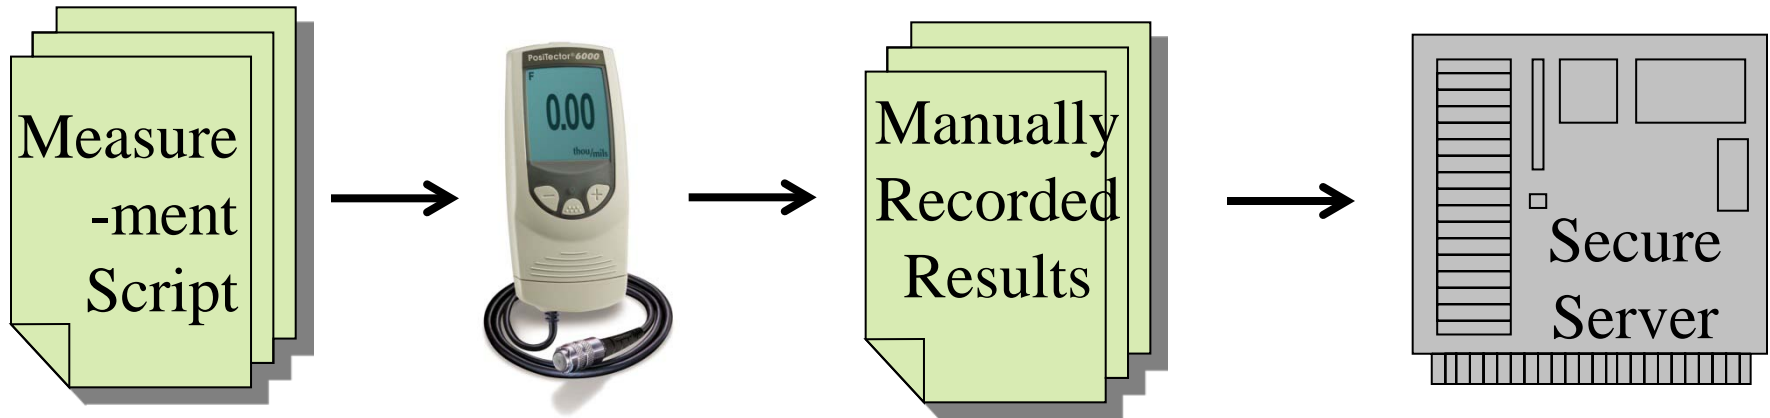 Measure
-ment
Script
PosiTector®6000
F
0.00
thou/mils
Manually
Recorded
Results
Secure
Server